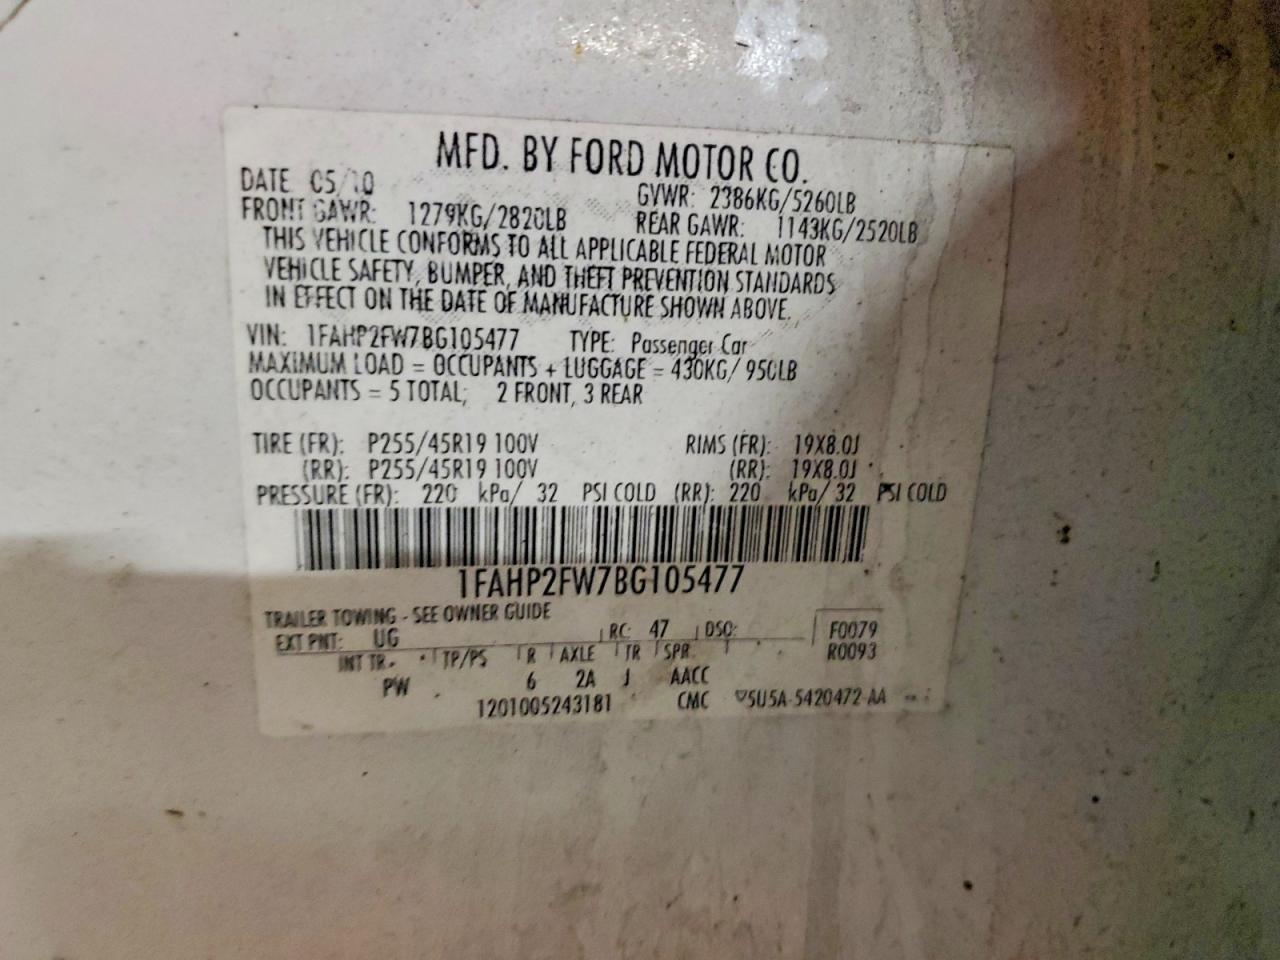 MFD. BY FORD MOTOR CO.
DATE 05/10 GVWR: 2386KG/5260LB
FRONT GAWR: 1279KG/2820LB REAR GAWR: 1143KG/2520LB
THIS VEHICLE CONFORMS TO ALL APPLICABLE FEDERAL MOTOR
VEHICLE SAFETY, BUMPER, AND THEFT PREVENTION STANDARDS
IN EFFECT ON THE DATE OF MANUFACTURE SHOWN ABOVE.
VIN: 1FAHP2FW7BG105477 TYPE: Passenger Car
MAXIMUM LOAD = OCCUPANTS + LUGGAGE = 430KG/ 950LB
OCCUPANTS = 5 TOTAL; 2 FRONT, 3 REAR
TIRE (FR): P255/45R19 100V RIMS (FR): 19X8.0J
(RR): P255/45R19 100V (RR): 19X8.0J
PRESSURE (FR): 220 kPa/ 32 PSI COLD (RR): 220 kPa/ 32 PSI COLD
1FAHP2FW7BG105477
TRAILER TOWING - SEE OWNER GUIDE
EXT PNT: UG RC: 47 DSO: F0079
INT TR TP/PS R AXLE TR SPR R0093
PW 6 2A J AACC
1201005243181 CMC 5U5A-5420472-AA